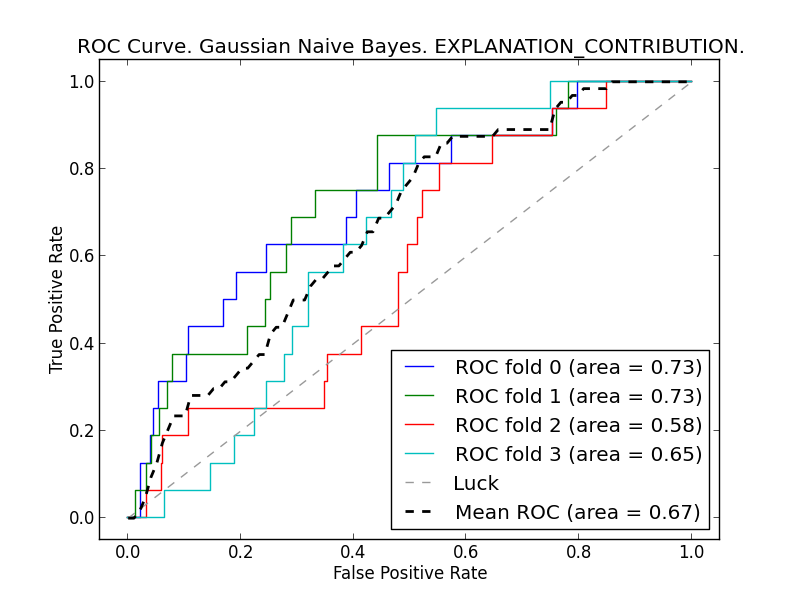 ROC Curve. Gaussian Naive Bayes. EXPLANATION_CONTRIBUTION.
True Positive Rate
1.0
0.8
0.6
0.4
0.2
0.0
ROC fold 0 (area = 0.73)
ROC fold 1 (area = 0.73)
ROC fold 2 (area = 0.58)
ROC fold 3 (area = 0.65)
Luck
Mean ROC (area = 0.67)
0.0 0.2 0.4 0.6 0.8 1.0
False Positive Rate